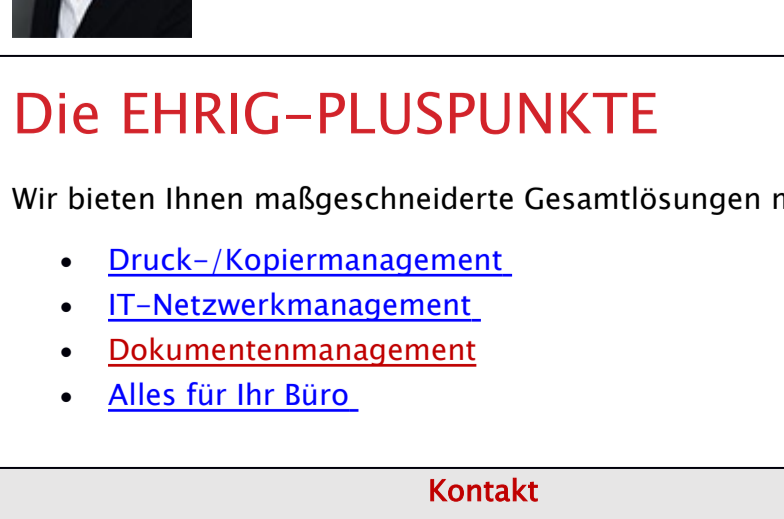 Die EHRIG-PLUSPUNKTE
Wir bieten Ihnen maßgeschneiderte Gesamtlösungen
Druck-/Kopiermanagement
IT-Netzwerkmanagement
Dokumentenmanagement
Alles für Ihr Büro
Kontakt